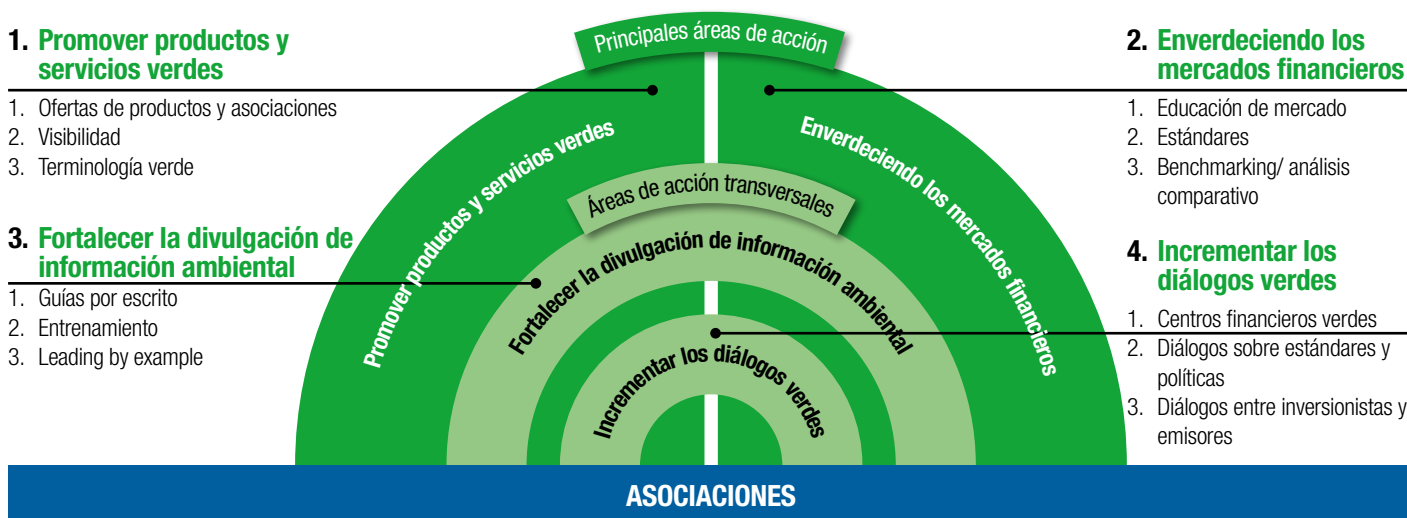 1. Promover productos y
servicios verdes
1. Ofertas de productos y asociaciones
2. Visibilidad
3. Terminología verde
3. Fortalecer la divulgación de
información ambiental
1. Guías por escrito
2. Entrenamiento
3. Leading by example
Principales áreas de acción
Promover productos y servicios verdes
Enverdeciendo los mercados financieros
Áreas de acción transversales
Fortalecer la divulgación de información ambiental
Incrementar los diálogos verdes
2. Enverdeciendo los
mercados financieros
1. Educación de mercado
2. Estándares
3. Benchmarking/ análisis
comparativo
4. Incrementar los
diálogos verdes
1. Centros financieros verdes
2. Diálogos sobre estándares y
políticas
3. Diálogos entre inversionistas y
emisores
ASOCIACIONES